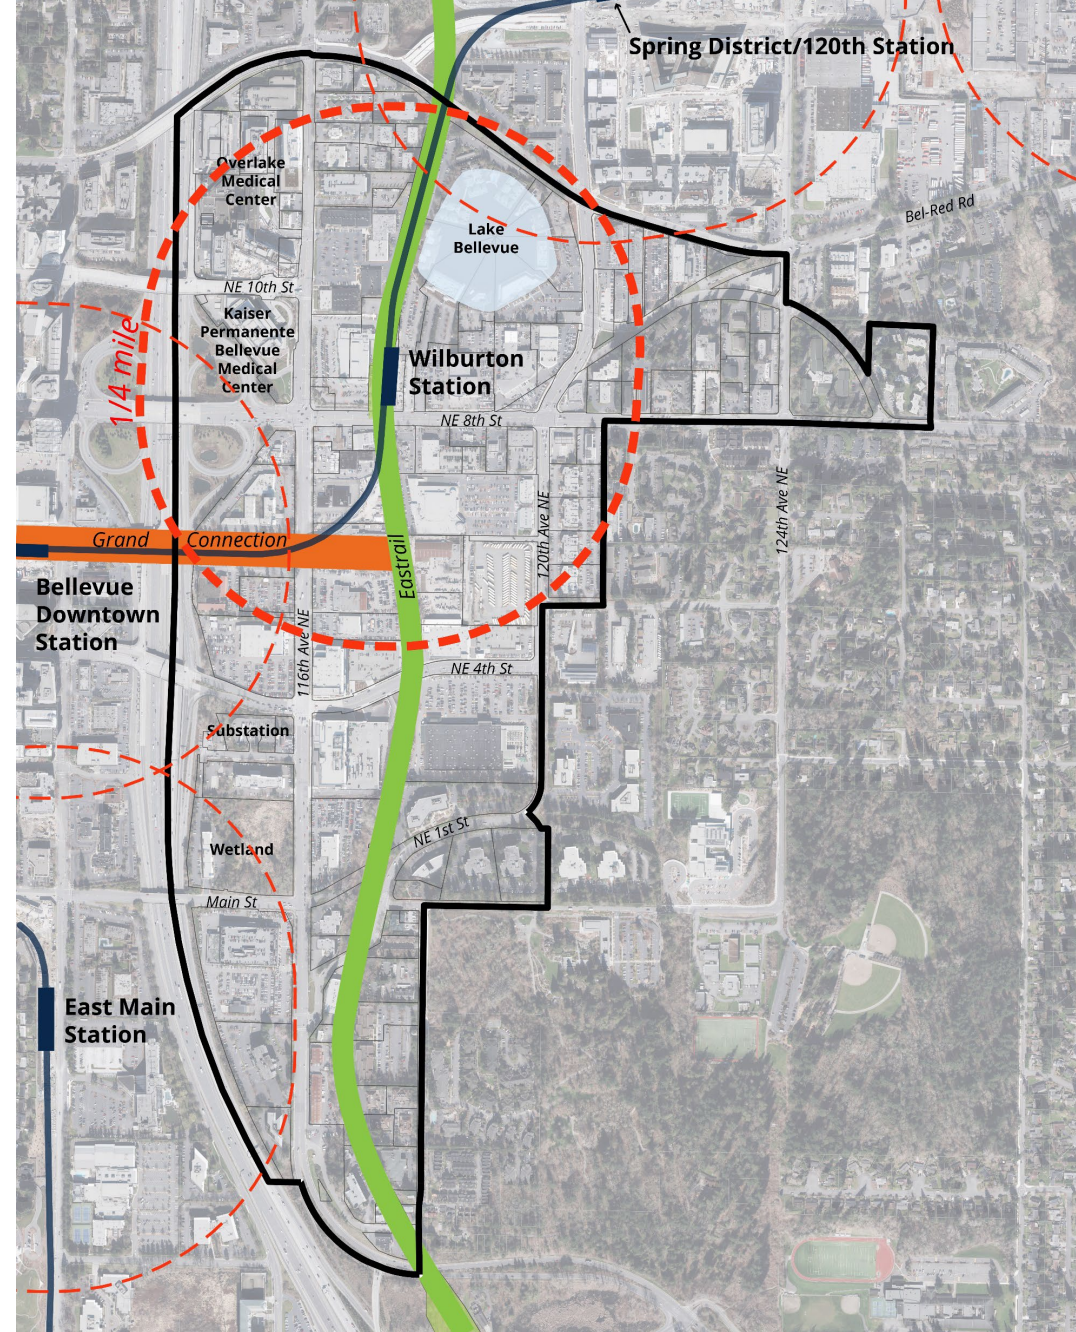 Spring District/120th Station
Overlake
Medical
Center
Bel-Red Rd
Lake
Bellevue
NE 10th St
Kaiser
Permanente
Bellevue
Medical
Center
1/4 mile
Wilburton
Station
NE 8th St
124th Ave NE
120th Ave NE
Grand Connection
Eastrail
Bellevue
Downtown
Station
116th Ave NE
NE 4th St
Substation
NE 1st St
Wetland
Main St
East Main
Station